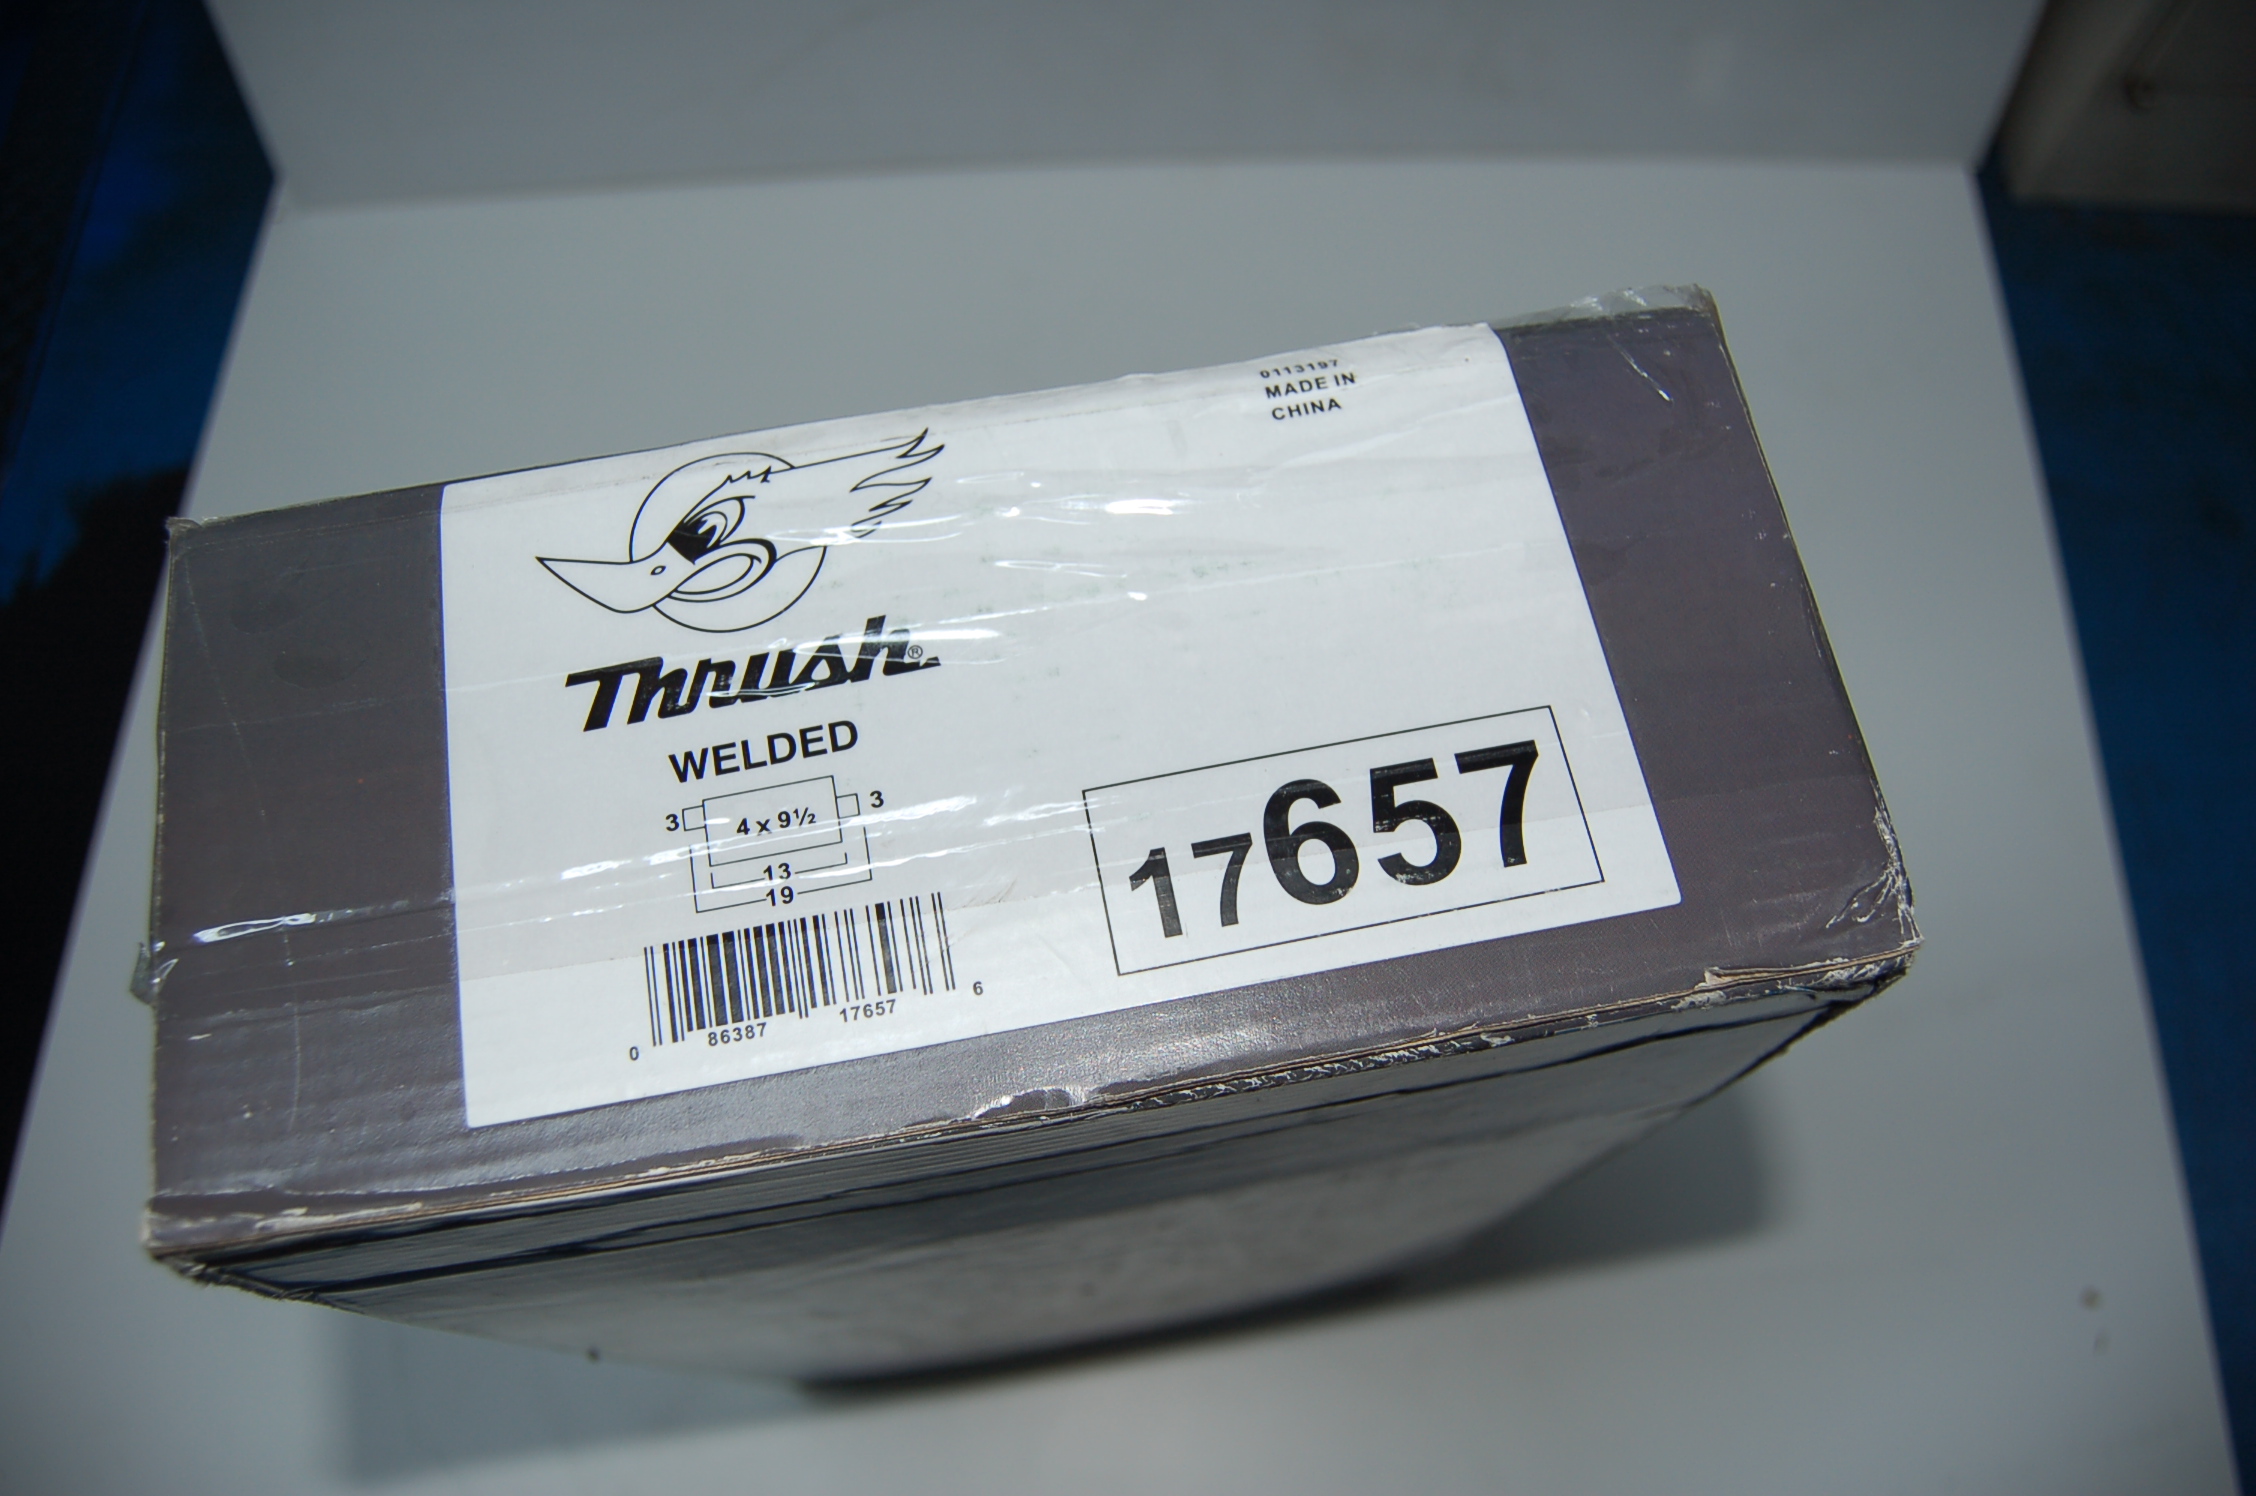 0113197
MADE IN
CHINA
Thrush®
WELDED
3 4 x 9½ 3
13
19
17657
0 86387 17657 6